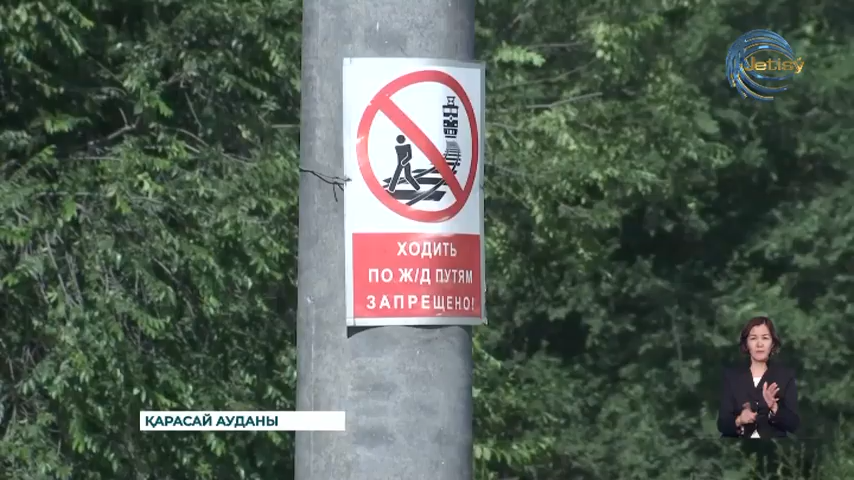 Jetisý
ХОДИТЬ
ПО Ж/Д ПУТЯМ
ЗАПРЕЩЕНО!
ҚАРАСАЙ АУДАНЫ